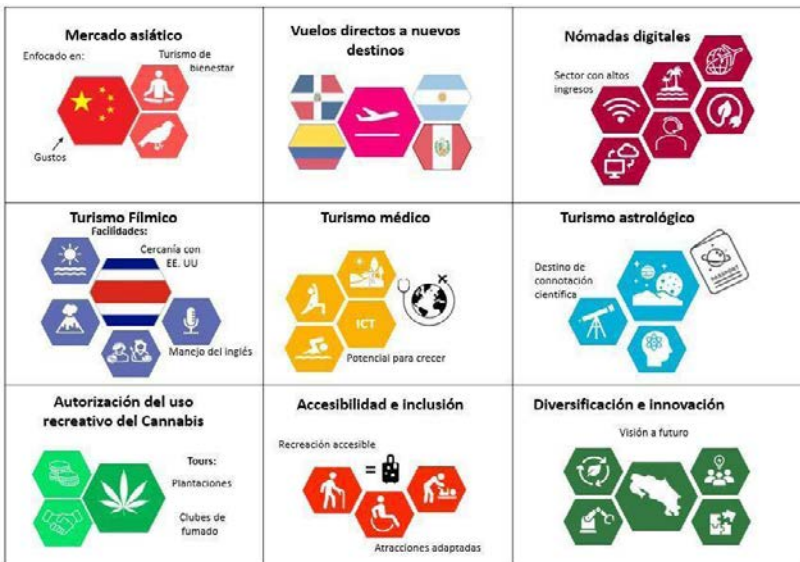 Mercado asiático
Enfocado en:
Turismo de
bienestar
Gustos
Vuelos directos a nuevos
destinos
Nómadas digitales
Sector con altos
ingresos
Turismo Fílmico
Facilidades:
Cercanía con
EE. UU
Manejo del inglés
Turismo médico
ICT
Potencial para crecer
Turismo astrológico
Destino de
connotación
científica
PASSPORT
Autorización del uso
recreativo del Cannabis
Tours:
Plantaciones
Clubes de
fumado
Accesibilidad e inclusión
Recreación accesible
=
Atracciones adaptadas
Diversificación e innovación
Visión a futuro